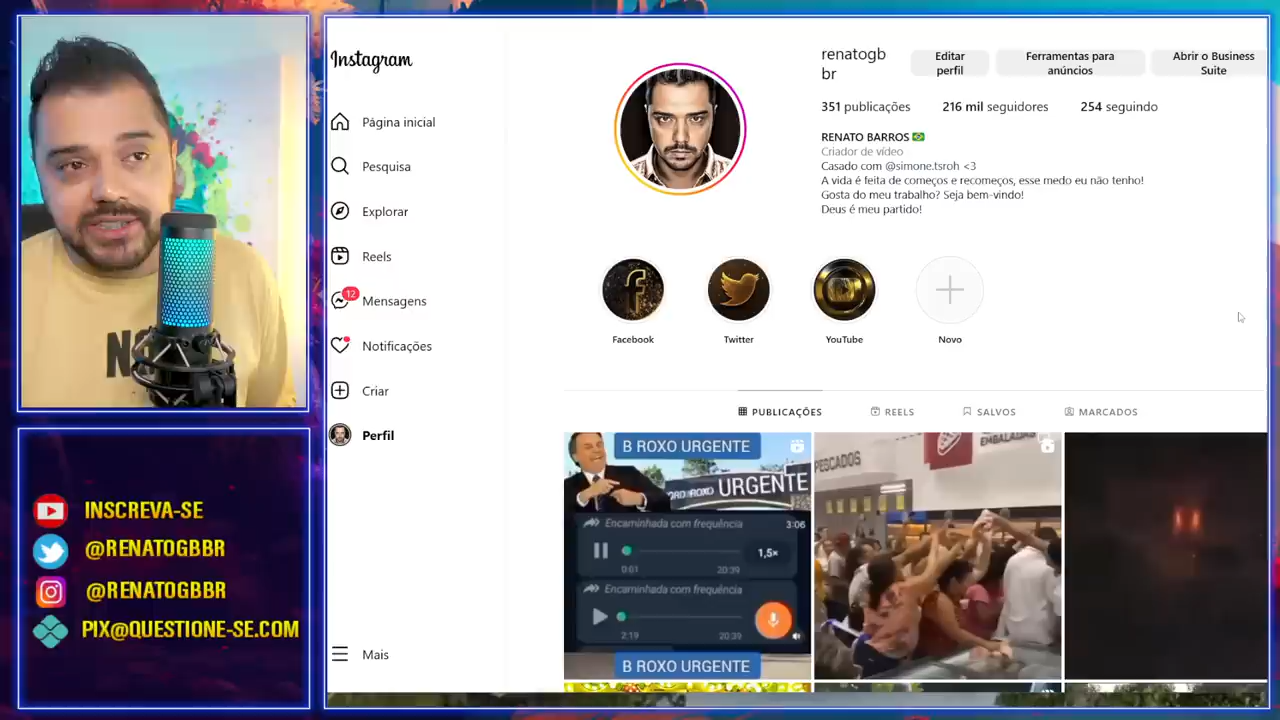 Instagram
Página inicial
Pesquisa
Explorar
Reels
12
Mensagens
Notificações
Criar
Perfil
Mais
renatogb
br
Editar
perfil
Ferramentas para
anúncios
Abrir o Business
Suite
351 publicações 216 mil seguidores 254 seguindo
RENATO BARROS
Criador de vídeo
Casado com @simone.tsroh <3
A vida é feita de começos e recomeços, esse medo eu não tenho!
Gosta do meu trabalho? Seja bem-vindo!
Deus é meu partido!
Facebook Twitter YouTube Novo
PUBLICAÇÕES REELS SALVOS MARCADOS
B ROXO URGENTE
ORD ROXO URGENTE
Encaminhada com frequência
3:06
1,5×
0:01 20:39
Encaminhada com frequência
2:19 20:39
B ROXO URGENTE
PESCADOS
EMBALADAS
NO
INSCREVA-SE
@RENATOGBBR
@RENATOGBBR
PIX@QUESTIONE-SE.COM